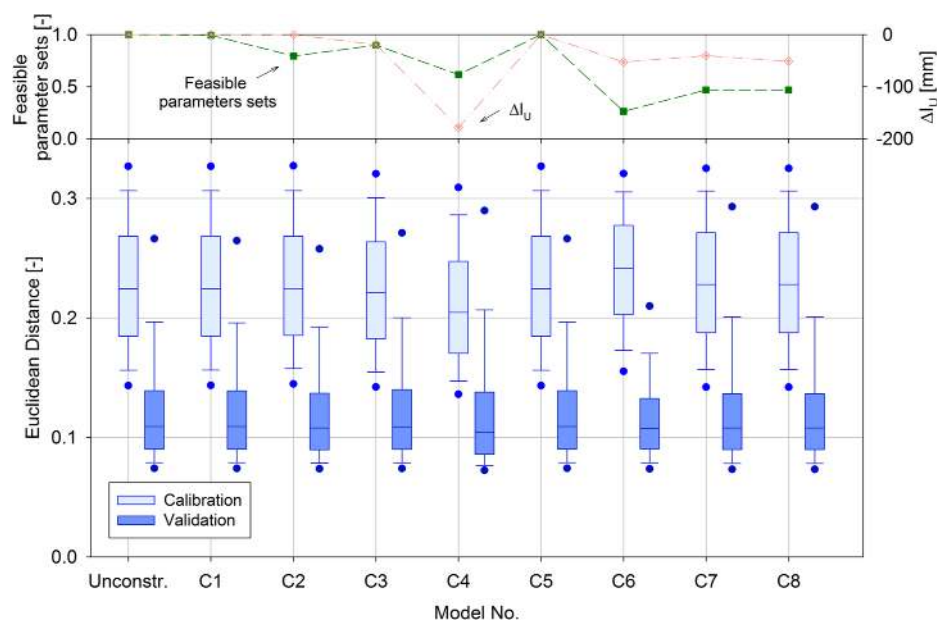 Feasible
parameter sets [-]
1.0
0.5
0.0
0
-100
-200
ΔIU [mm]
Feasible
parameters sets
ΔIU
Euclidean Distance [-]
0.3
0.2
0.1
0.0
Calibration
Validation
Unconstr. C1 C2 C3 C4 C5 C6 C7 C8
Model No.